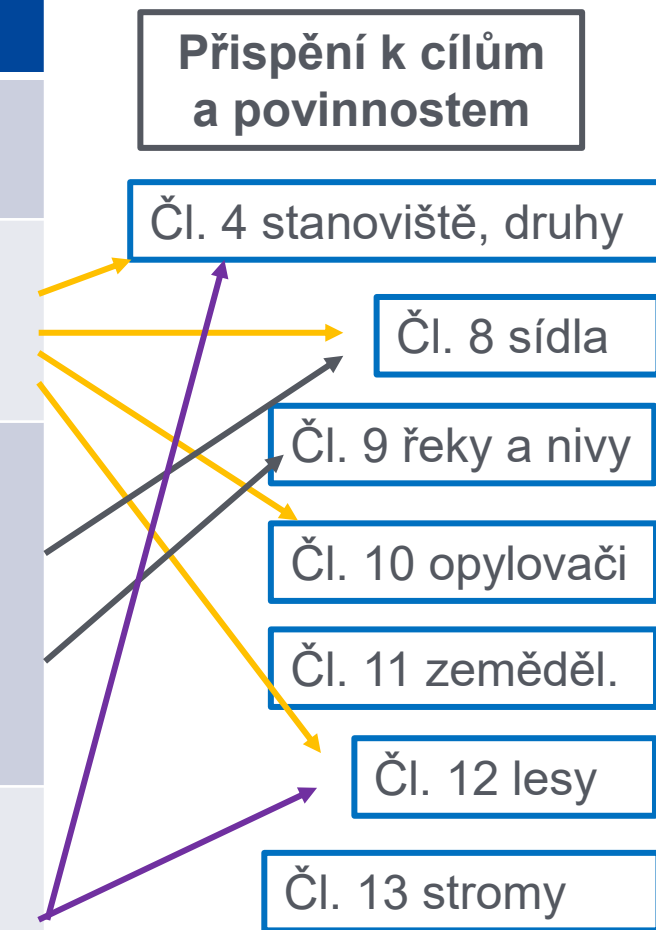 Přispění k cílům
a povinnostem
Čl. 4 stanoviště, druhy
Čl. 8 sídla
Čl. 9 řeky a nivy
Čl. 10 opylovači
Čl. 11 zeměděl.
Čl. 12 lesy
Čl. 13 stromy